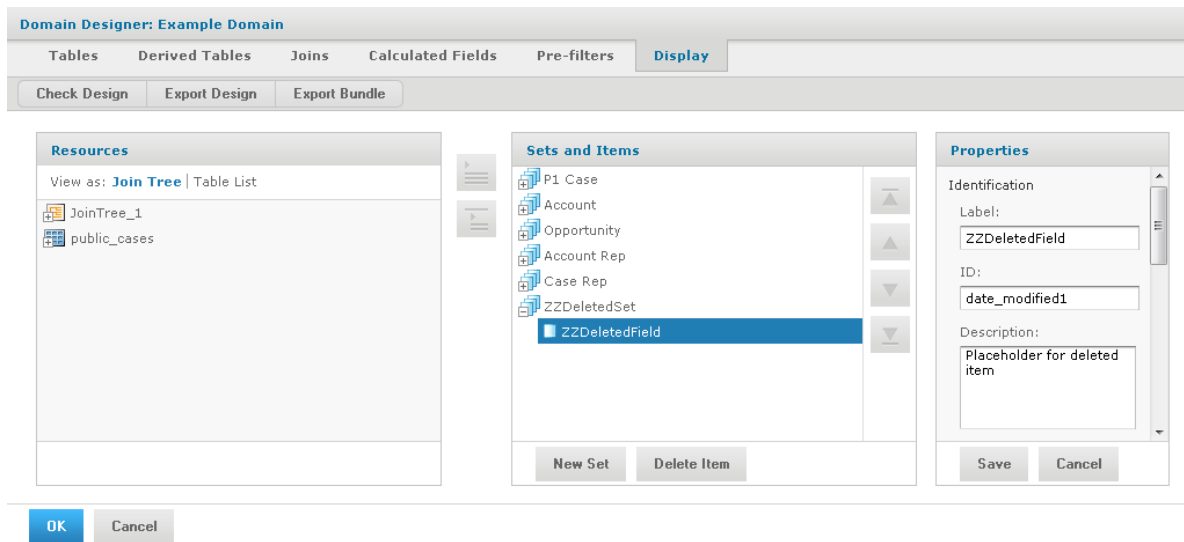 Domain Designer: Example Domain
Tables Derived Tables Joins Calculated Fields Pre-filters Display
Check Design Export Design Export Bundle
Resources
View as: Join Tree | Table List
JoinTree_1
public_cases
Sets and Items
P1 Case
Account
Opportunity
Account Rep
Case Rep
ZZDeletedSet
ZZDeletedField
New Set Delete Item
Properties
Identification
Label:
ZZDeletedField
ID:
date_modified1
Description:
Placeholder for deleted
item
Save Cancel
OK Cancel